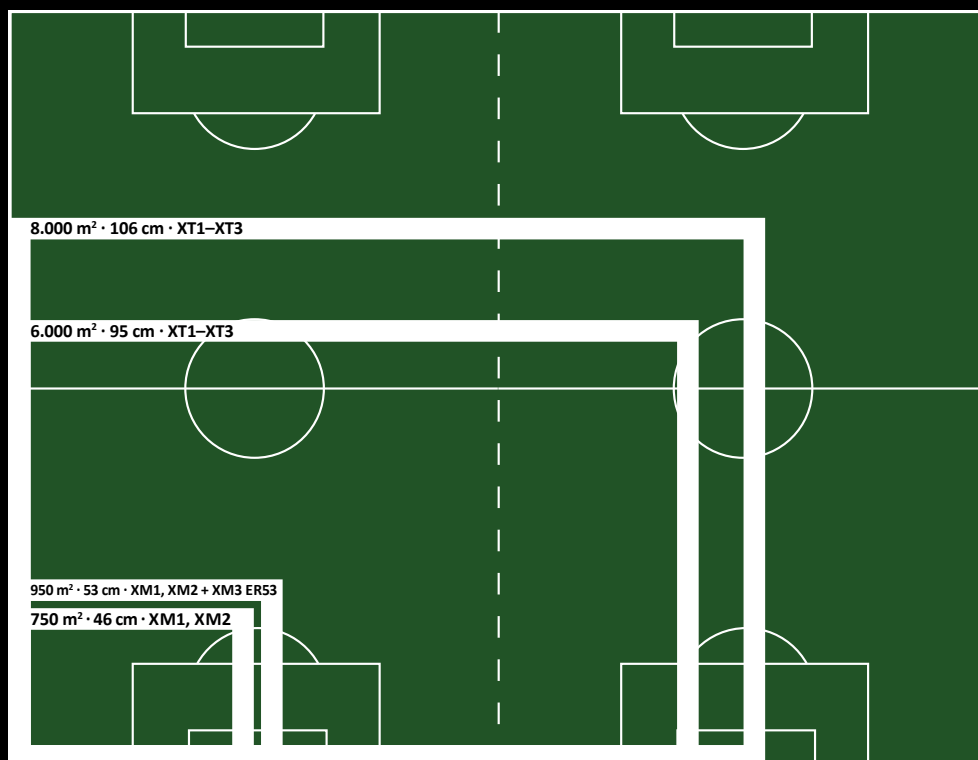 8.000 m² · 106 cm · XT1–XT3
6.000 m² · 95 cm · XT1–XT3
950 m² · 53 cm · XM1, XM2 + XM3 ER53
750 m² · 46 cm · XM1, XM2